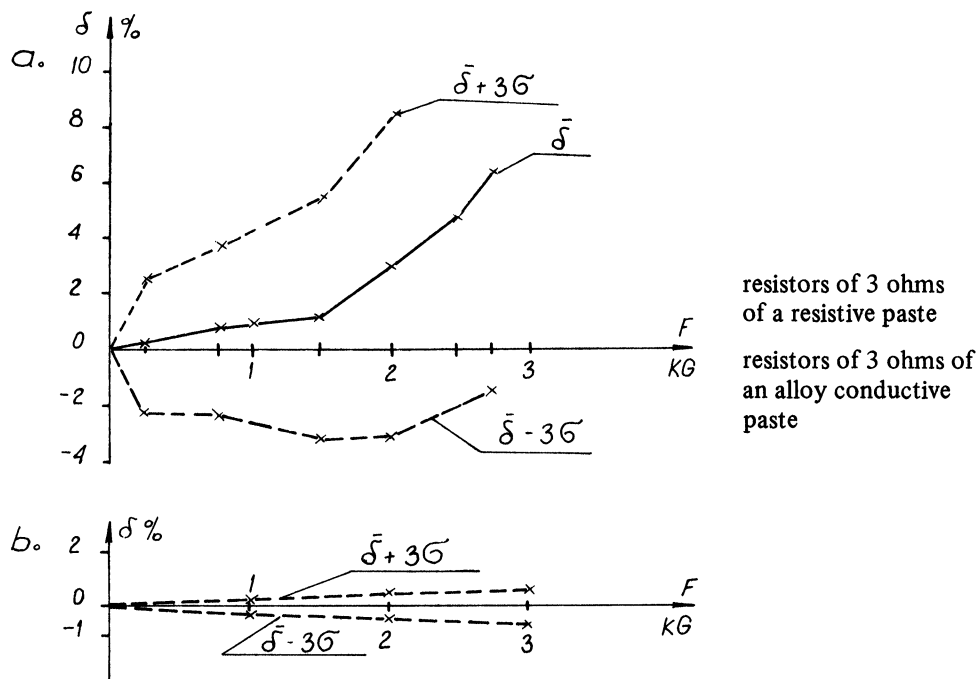 δ %
a.
10
8
6
4
2
0
-2
-4
δ̄ + 3σ
δ̄
F
KG
1
2
3
δ̄ - 3σ
resistors of 3 ohms
of a resistive paste
resistors of 3 ohms of
an alloy conductive
paste
b.
δ %
2
0
-1
δ̄ + 3σ
1
F
KG
δ̄ - 3σ
2
3